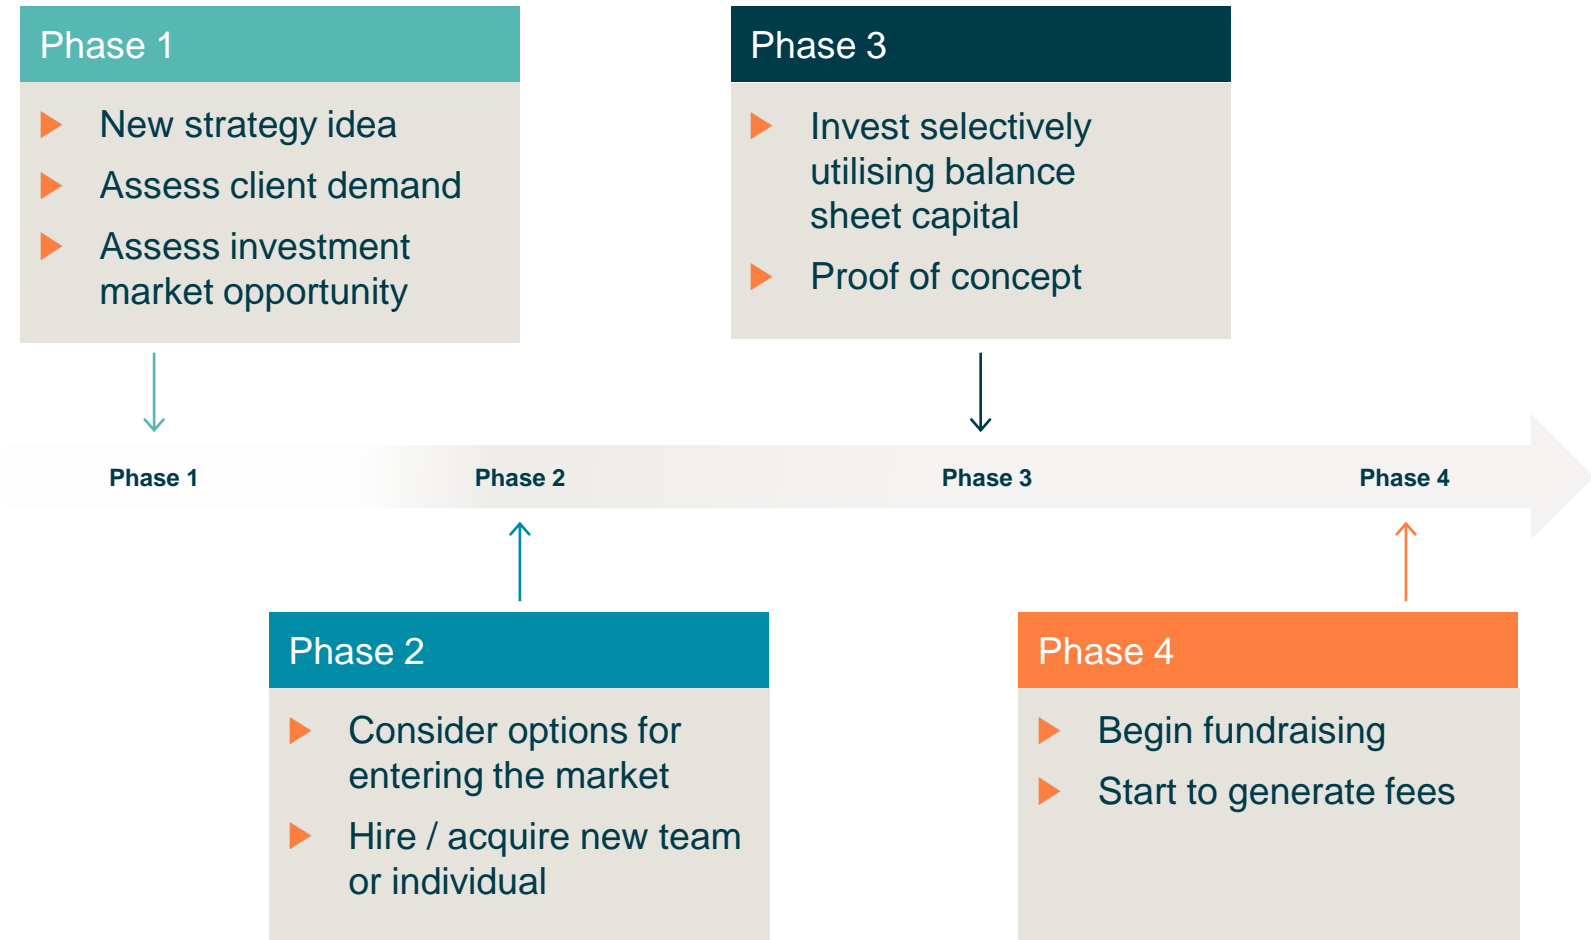 Phase 1
New strategy idea
Assess client demand
Assess investment
market opportunity
Phase 3
Invest selectively
utilising balance
sheet capital
Proof of concept
Phase 1
Phase 2
Phase 3
Phase 4
Phase 2
Consider options for
entering the market
Hire / acquire new team
or individual
Phase 4
Begin fundraising
Start to generate fees